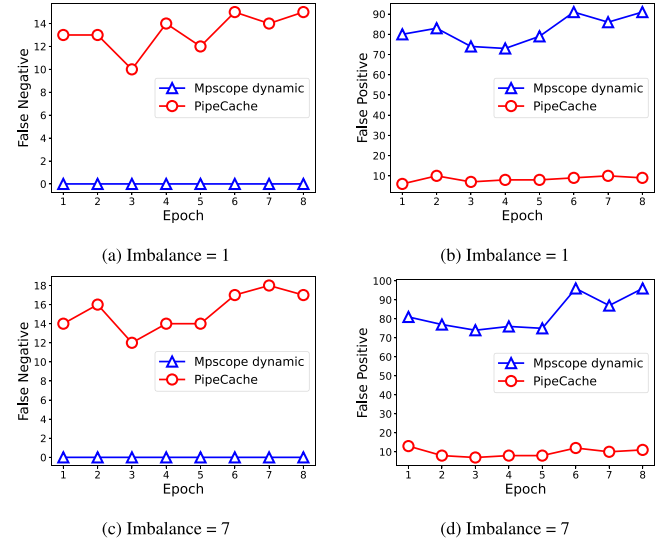 14
12
10
8
6
4
2
0
False Negative
Mpscope dynamic
PipeCache
1 2 3 4 5 6 7 8
Epoch
(a) Imbalance = 1
90
80
70
60
50
40
30
20
10
False Positive
Mpscope dynamic
PipeCache
1 2 3 4 5 6 7 8
Epoch
(b) Imbalance = 1
18
16
14
12
10
8
6
4
2
0
False Negative
Mpscope dynamic
PipeCache
1 2 3 4 5 6 7 8
Epoch
(c) Imbalance = 7
100
90
80
70
60
50
40
30
20
10
False Positive
Mpscope dynamic
PipeCache
1 2 3 4 5 6 7 8
Epoch
(d) Imbalance = 7